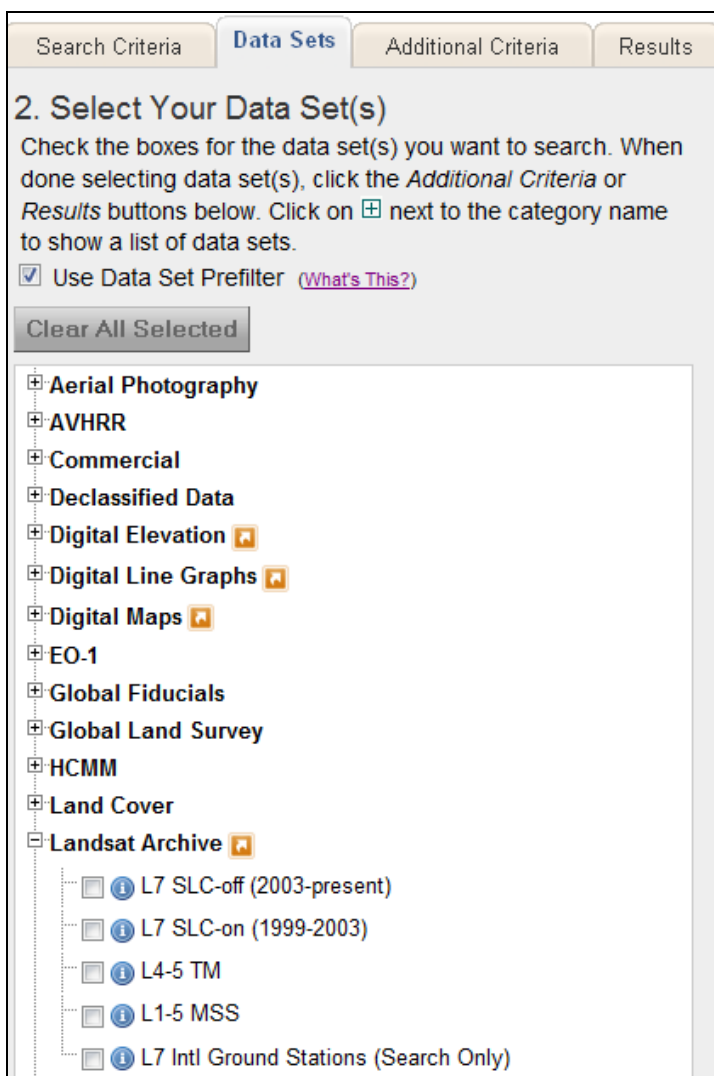 Search Criteria Data Sets Additional Criteria Results
2. Select Your Data Set(s)
Check the boxes for the data set(s) you want to search. When
done selecting data set(s), click the Additional Criteria or
Results buttons below. Click on ⊞ next to the category name
to show a list of data sets.
Use Data Set Prefilter (What's This?)
Clear All Selected
Aerial Photography
AVHRR
Commercial
Declassified Data
Digital Elevation
Digital Line Graphs
Digital Maps
EO-1
Global Fiducials
Global Land Survey
HCMM
Land Cover
Landsat Archive
L7 SLC-off (2003-present)
L7 SLC-on (1999-2003)
L4-5 TM
L1-5 MSS
L7 Intl Ground Stations (Search Only)